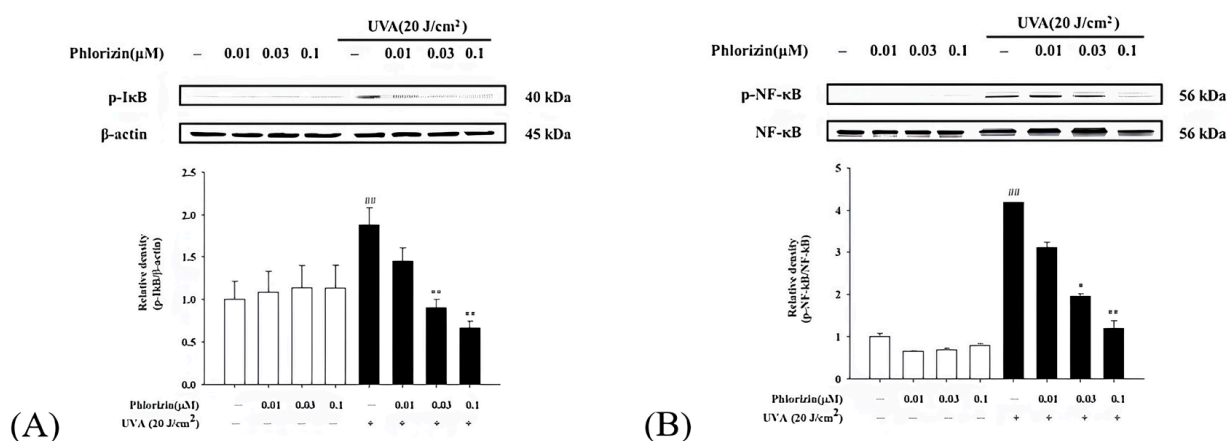 UVA(20 J/cm²)
Phlorizin(μM) – 0.01 0.03 0.1 – 0.01 0.03 0.1
p-IκB 40 kDa
β-actin 45 kDa
Relative density
(p-IkB/β-actin)
2.5
2.0
1.5
1.0
0.5
0.0
##
¤¤
¤¤
Phlorizin(μM) — 0.01 0.03 0.1 — 0.01 0.03 0.1
UVA (20 J/cm²) — — — — + + + +
(A)
UVA(20 J/cm²)
Phlorizin(μM) – 0.01 0.03 0.1 – 0.01 0.03 0.1
p-NF-κB 56 kDa
NF-κB 56 kDa
Relative density
(p-NF-kB/NF-kB)
5
4
3
2
1
0
##
¤
¤¤
Phlorizin(μM) — 0.01 0.03 0.1 — 0.01 0.03 0.1
UVA (20 J/cm²) — — — — + + + +
(B)